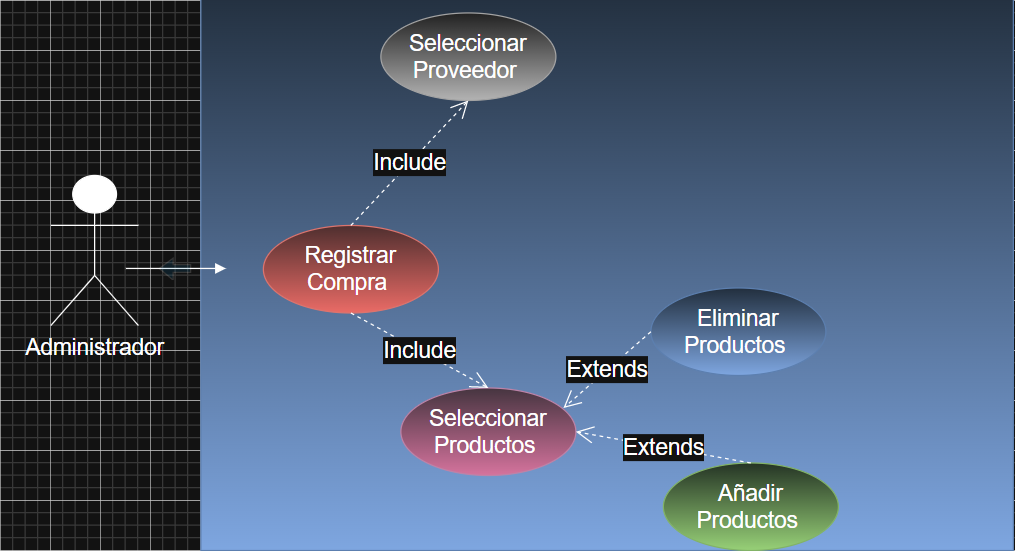 Seleccionar
Proveedor
Include
Registrar
Compra
Administrador
Include
Eliminar
Productos
Extends
Seleccionar
Productos
Extends
Añadir
Productos